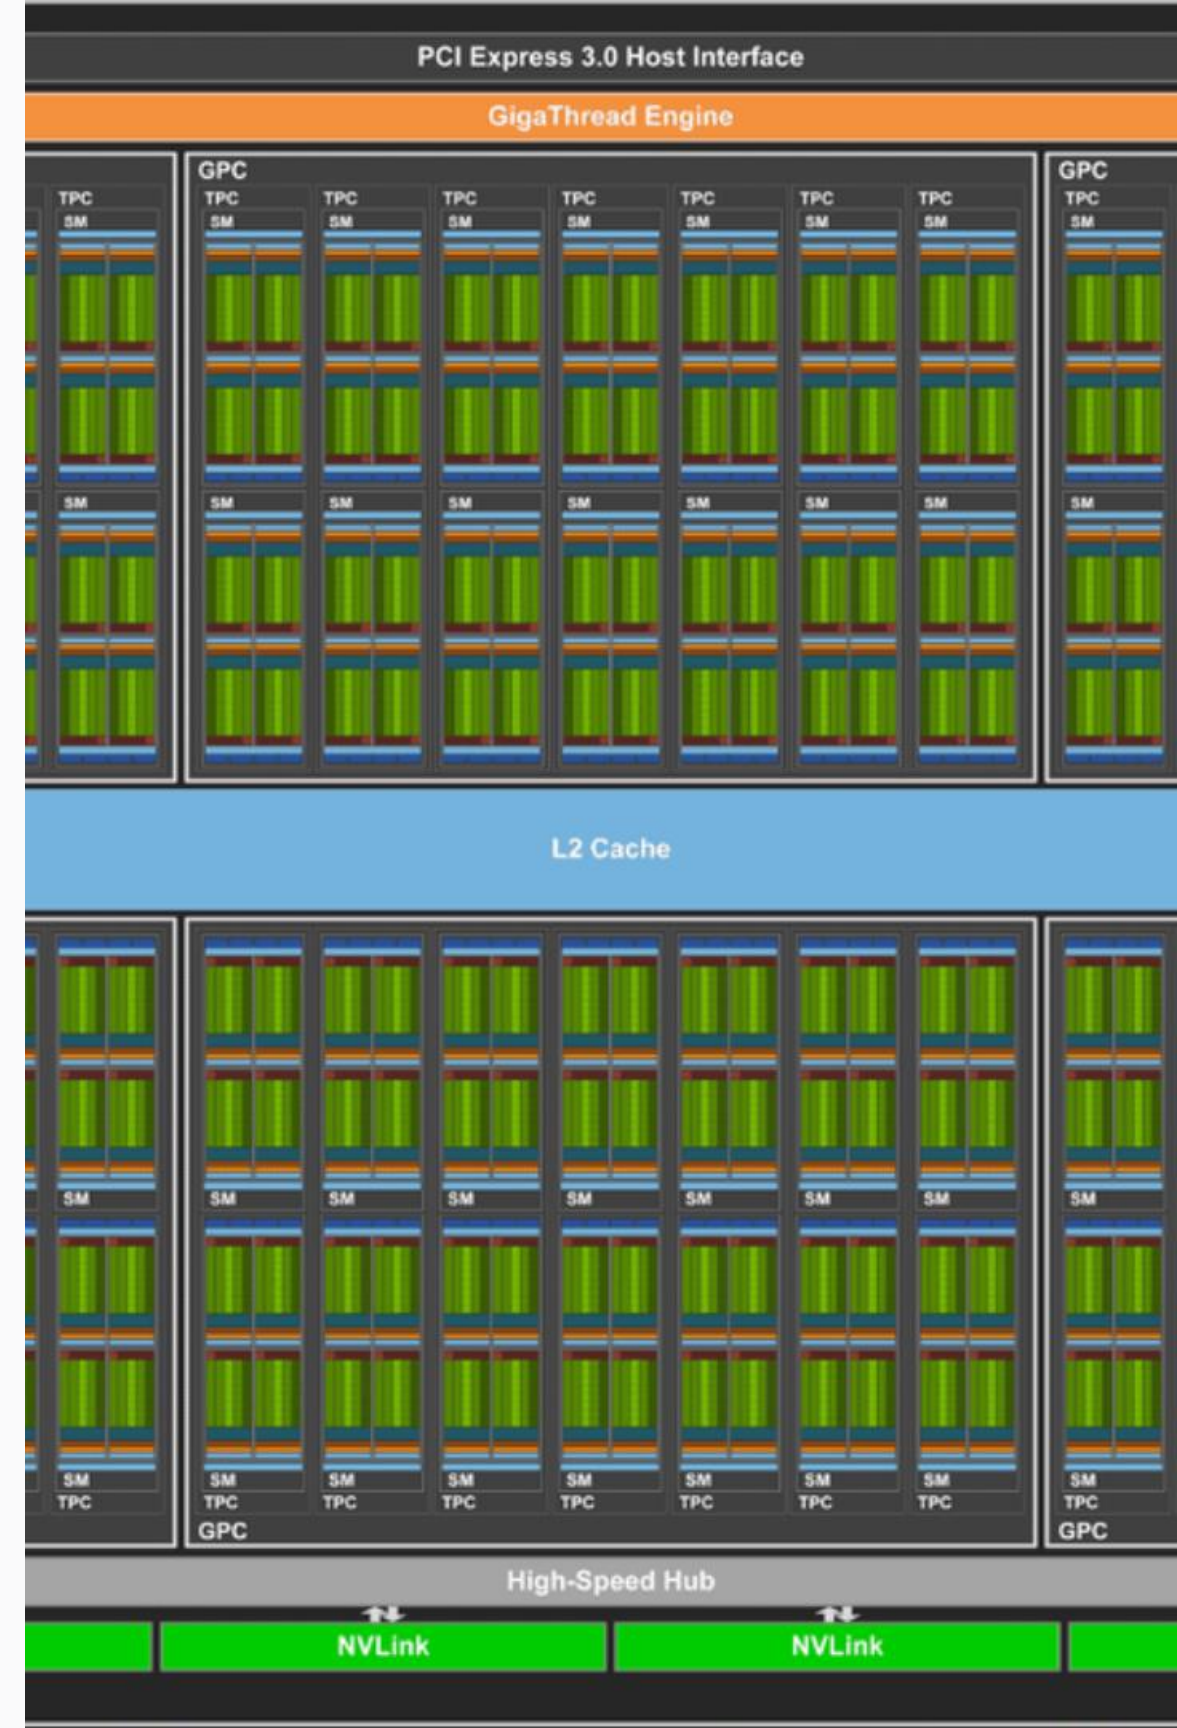 PCI Express 3.0 Host Interface
GigaThread Engine
GPC GPC
TPC TPC TPC TPC TPC TPC TPC TPC TPC
SM SM SM SM SM SM SM SM SM
SM SM SM SM SM SM SM SM SM
L2 Cache
SM SM SM SM SM SM SM SM SM
SM SM SM SM SM SM SM SM SM
TPC TPC TPC TPC TPC TPC TPC TPC TPC
GPC GPC
High-Speed Hub
NVLink NVLink